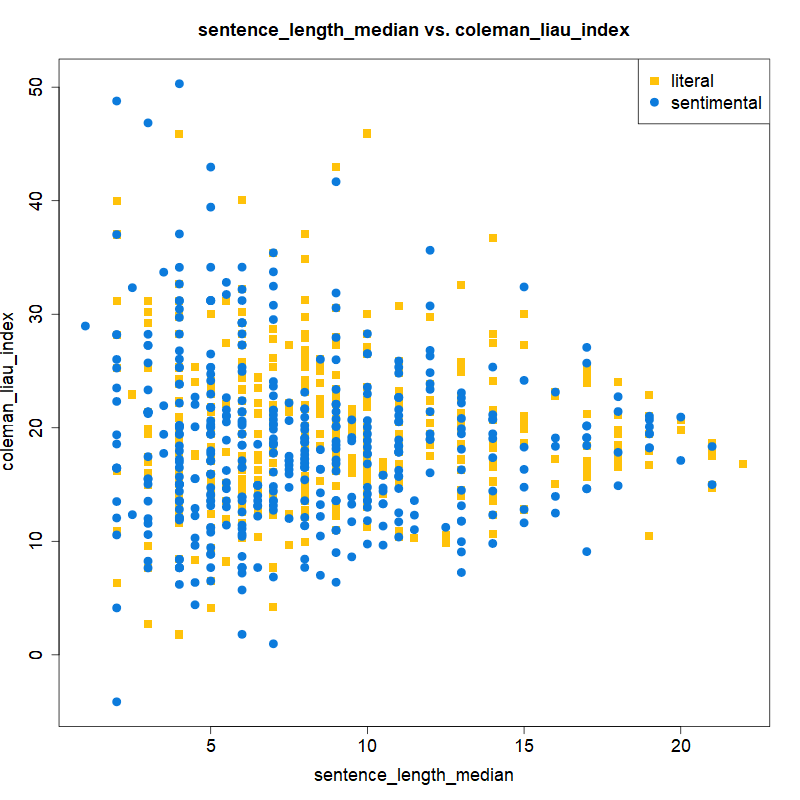 sentence_length_median vs. coleman_liau_index
literal
sentimental
50
40
30
20
10
0
coleman_liau_index
5 10 15 20
sentence_length_median